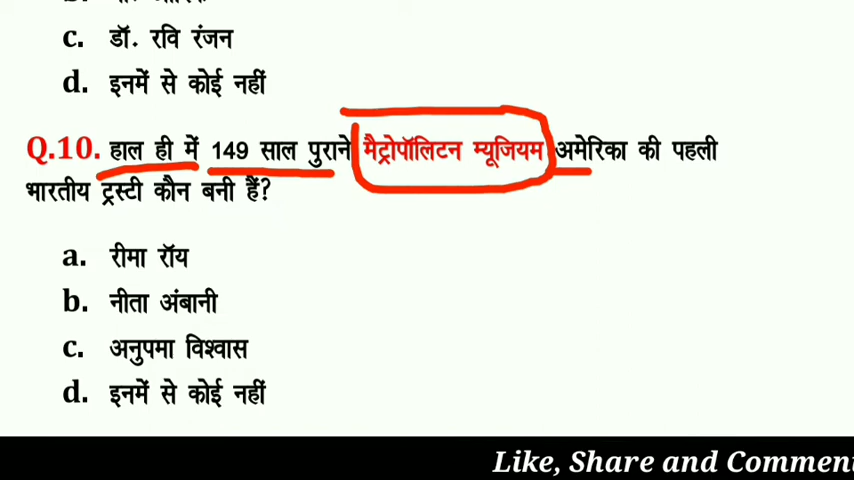 c. डॉ. रवि रंजन
d. इनमें से कोई नहीं
Q.10. हाल ही में 149 साल पुराने मैट्रोपॉलिटन म्यूजियम अमेरिका की पहली
भारतीय ट्रस्टी कौन बनी हैं?
a. रीमा रॉय
b. नीता अंबानी
c. अनुपमा विश्वास
d. इनमें से कोई नहीं
Like, Share and Commen